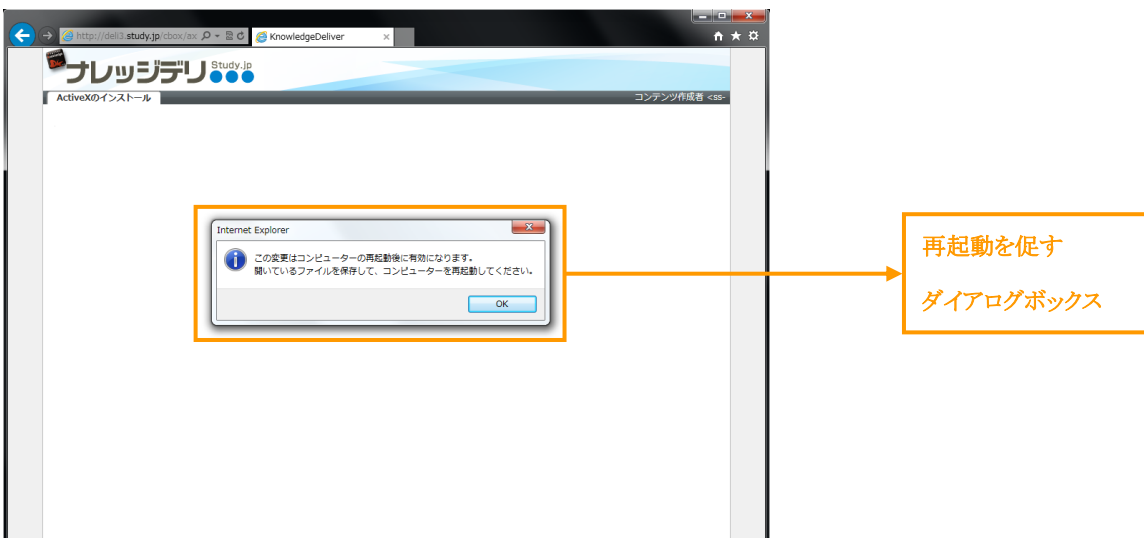 http://deli3.study.jp/cbox/ax
KnowledgeDeliver
ナレッジデリ Study.jp
ActiveXのインストール
コンテンツ作成者 <ss-
Internet Explorer
この変更はコンピューターの再起動後に有効になります。
開いているファイルを保存して、コンピューターを再起動してください。
OK
再起動を促す
ダイアログボックス